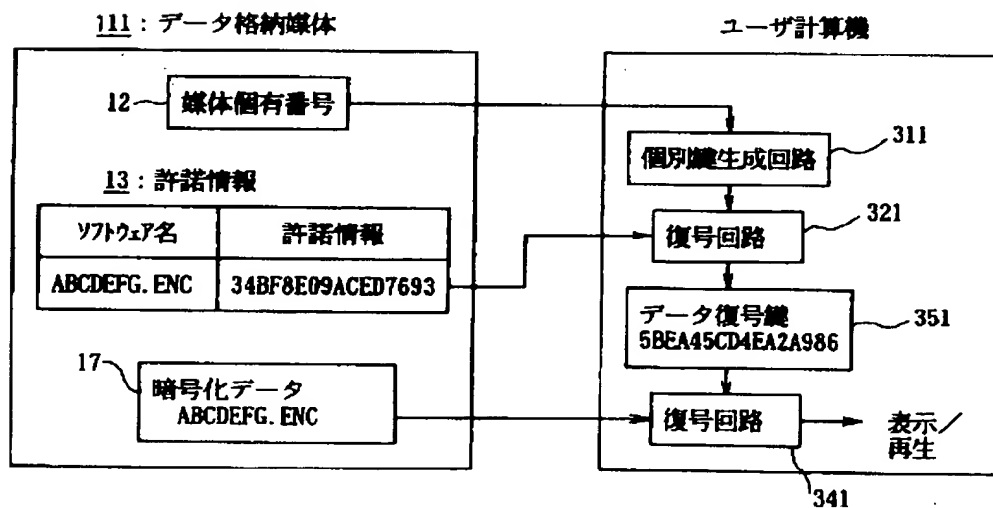 111：データ格納媒体
ユーザ計算機
12
媒体個有番号
個別鍵生成回路
311
13：許諾情報
ソフトウェア名
許諾情報
復号回路
321
ABCDEFG.ENC
34BF8E09ACED7693
データ復号鍵
5BEA45CD4EA2A986
351
17
暗号化データ
ABCDEFG.ENC
復号回路
表示／
再生
341